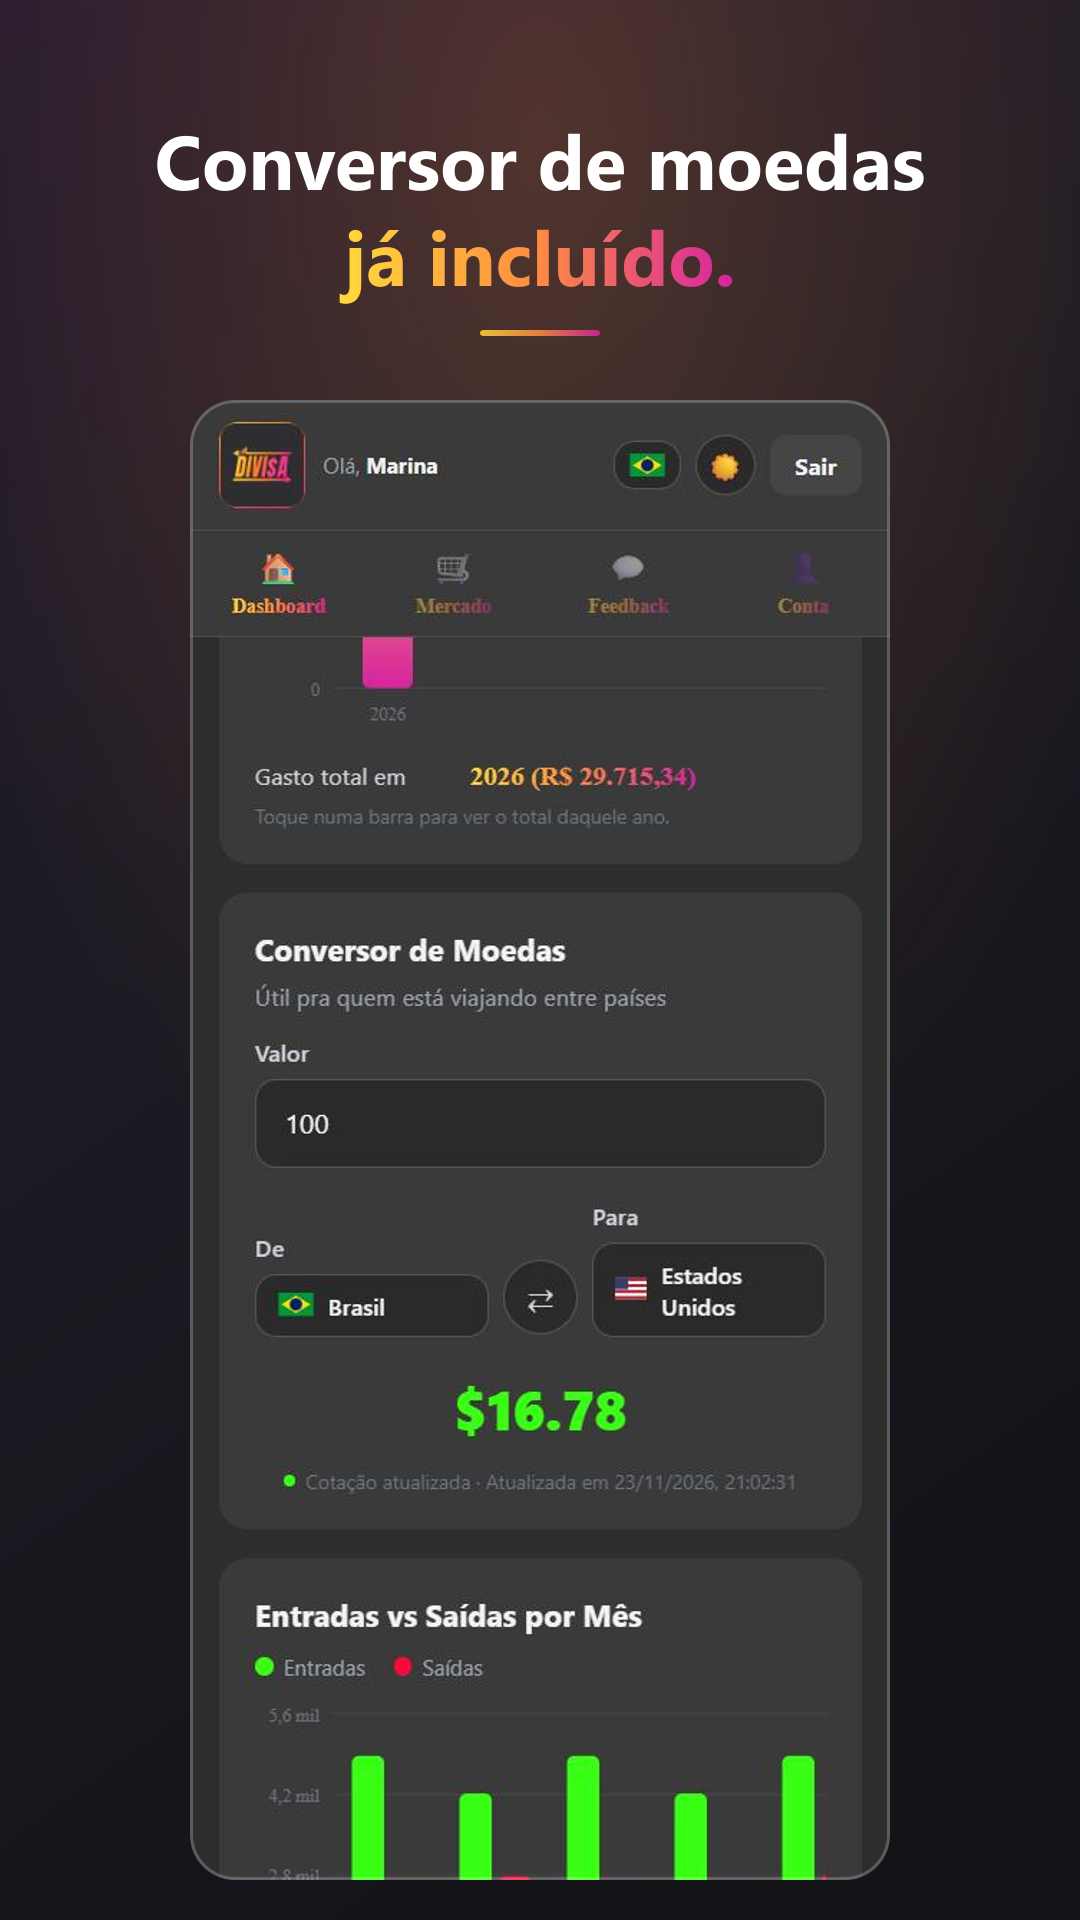 Conversor de moedas
já incluído.
DIVISA
Olá, Marina
Sair
Dashboard
Mercado
Feedback
Conta
0
2026
Gasto total em 2026 (R$ 29.715,34)
Toque numa barra para ver o total daquele ano.
Conversor de Moedas
Útil pra quem está viajando entre países
Valor
100
De
Para
Brasil
⇄
Estados
Unidos
$16.78
Cotação atualizada · Atualizada em 23/11/2026, 21:02:31
Entradas vs Saídas por Mês
Entradas
Saídas
5,6 mil
4,2 mil
2,8 mil